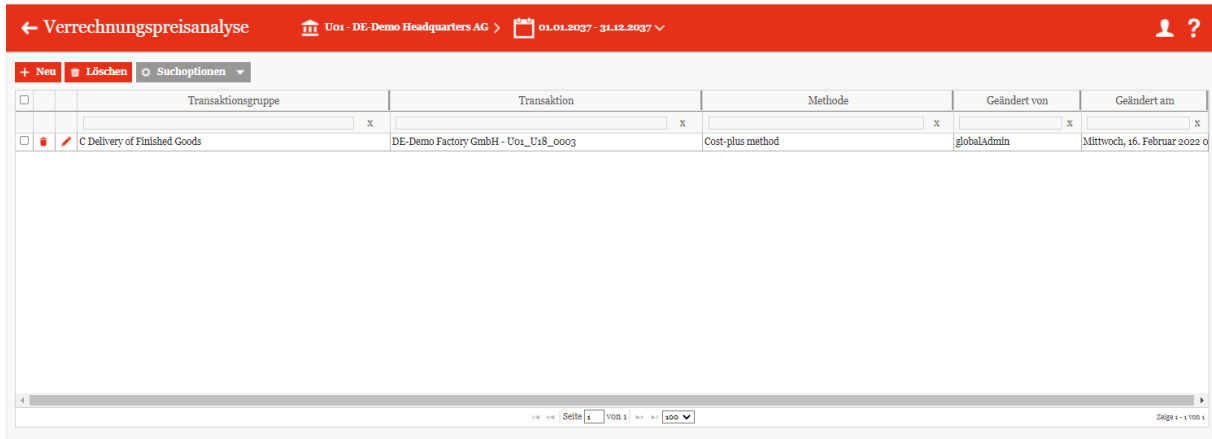 Verrechnungspreisanalyse
U01 - DE-Demo Headquarters AG
01.01.2037 - 31.12.2037
?
+ Neu
Löschen
Suchoptionen
Transaktionsgruppe Transaktion Methode Geändert von Geändert am
x x x x x
C Delivery of Finished Goods DE-Demo Factory GmbH - U01_U18_0003 Cost-plus method globalAdmin Mittwoch, 16. Februar 2022 0
Seite 1 von 1 100
Zeige 1 - 1 von 1